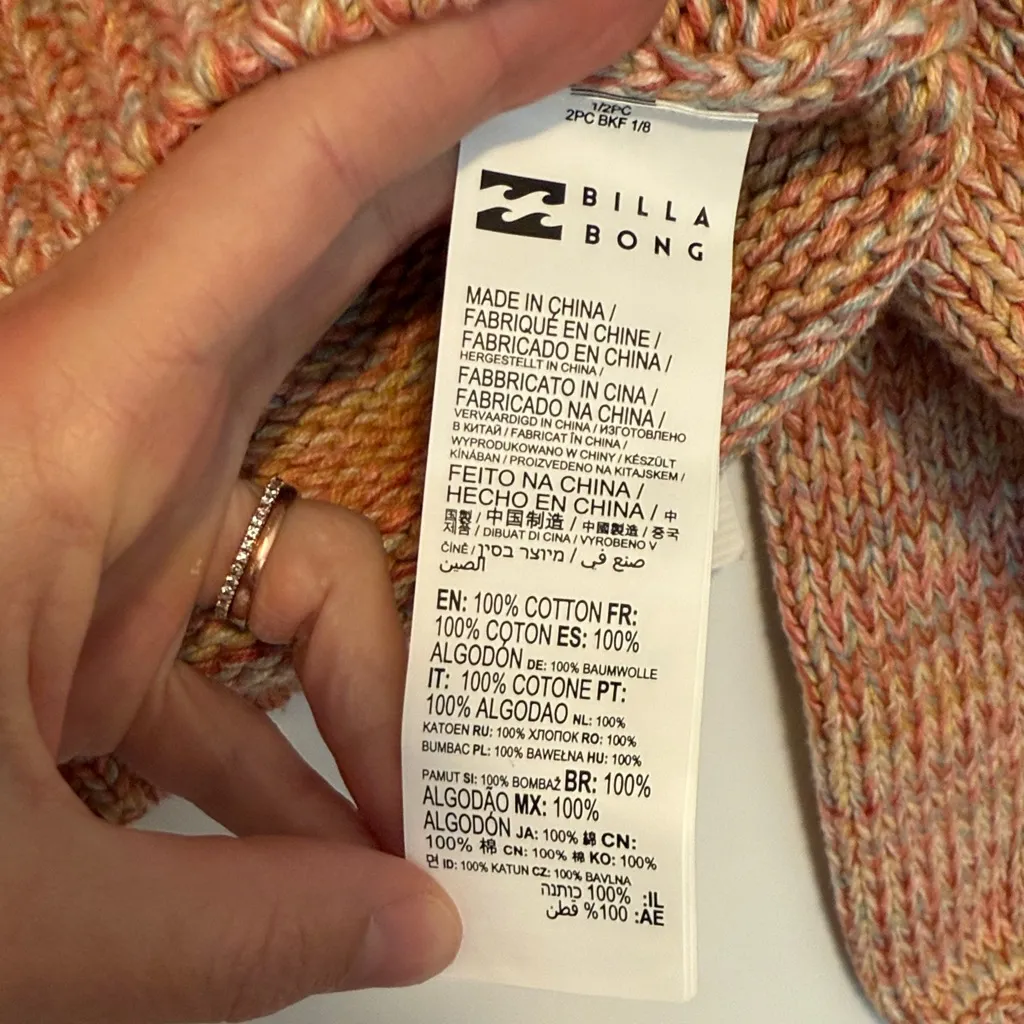 1/2PC
2PC BKF 1/8
BILLA
BONG
MADE IN CHINA /
FABRIQUÉ EN CHINE /
FABRICADO EN CHINA /
HERGESTELLT IN CHINA /
FABBRICATO IN CINA /
FABRICADO NA CHINA /
VERVAARDIGD IN CHINA / ИЗГОТОВЛЕНО
В КИТАЙ / FABRICAT ÎN CHINA /
WYPRODUKOWANO W CHINY / KÉSZÜLT
KÍNÁBAN / PROIZVEDENO NA KITAJSKEM /
FEITO NA CHINA /
HECHO EN CHINA / 中
国製 / 中国制造 / 中國製造 / 중국
제품 / DIBUAT DI CINA / VYROBENO V
ČÍNĚ / מיוצר בסין / صنع في
الصين
EN: 100% COTTON FR:
100% COTON ES: 100%
ALGODÓN DE: 100% BAUMWOLLE
IT: 100% COTONE PT:
100% ALGODAO NL: 100%
KATOEN RU: 100% ХЛОПОК RO: 100%
BUMBAC PL: 100% BAWEŁNA HU: 100%
PAMUT SI: 100% BOMBAŽ BR: 100%
ALGODÃO MX: 100%
ALGODÓN JA: 100% 綿 CN:
100% 棉 CN: 100% 棉 KO: 100%
면 ID: 100% KATUN CZ: 100% BAVLNA
IL: 100% כותנה
AE: 100% قطن